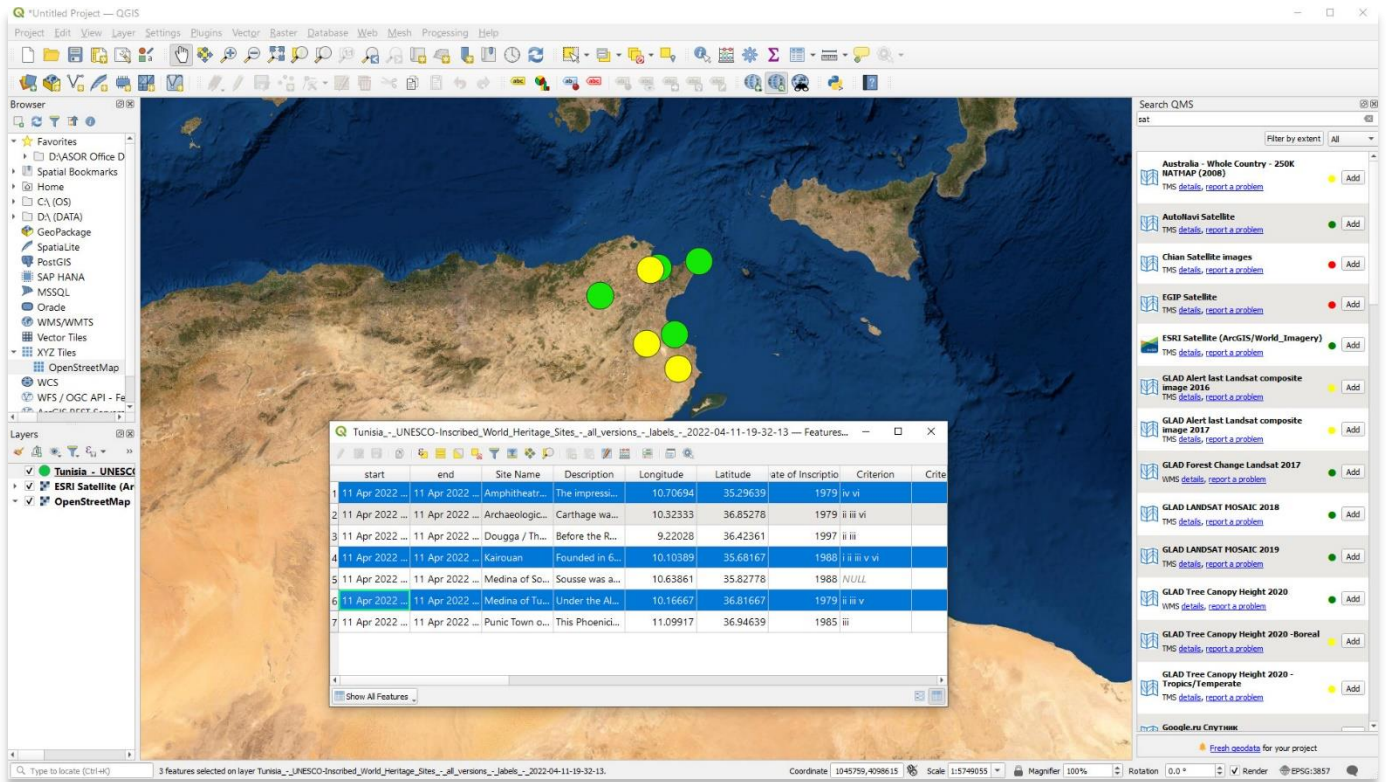 *Untitled Project — QGIS
Project Edit View Layer Settings Plugins Vector Raster Database Web Mesh Processing Help
Browser
Favorites
D:\ASOR Office D
Spatial Bookmarks
Home
C:\ (OS)
D:\ (DATA)
GeoPackage
SpatiaLite
PostGIS
SAP HANA
MSSQL
Oracle
WMS/WMTS
Vector Tiles
XYZ Tiles
OpenStreetMap
WCS
WFS / OGC API - Fe
Layers
Tunisia - UNESC
ESRI Satellite (Ar
OpenStreetMap
Tunisia_-_UNESCO-Inscribed_World_Heritage_Sites_-_all_versions_-_labels_-_2022-04-11-19-32-13 — Features...
start end Site Name Description Longitude Latitude ate of Inscriptio Criterion Crite
1 11 Apr 2022 ... 11 Apr 2022 ... Amphitheatr... The impressi... 10.70694 35.29639 1979 iv vi
2 11 Apr 2022 ... 11 Apr 2022 ... Archaeologic... Carthage wa... 10.32333 36.85278 1979 ii iii vi
3 11 Apr 2022 ... 11 Apr 2022 ... Dougga / Th... Before the R... 9.22028 36.42361 1997 ii iii
4 11 Apr 2022 ... 11 Apr 2022 ... Kairouan Founded in 6... 10.10389 35.68167 1988 i ii iii v vi
5 11 Apr 2022 ... 11 Apr 2022 ... Medina of So... Sousse was a... 10.63861 35.82778 1988 NULL
6 11 Apr 2022 ... 11 Apr 2022 ... Medina of Tu... Under the Al... 10.16667 36.81667 1979 ii iii v
7 11 Apr 2022 ... 11 Apr 2022 ... Punic Town o... This Phoenici... 11.09917 36.94639 1985 iii
Show All Features
Search QMS
sat
Filter by extent All
Australia - Whole Country - 250K
NATMAP (2008)
TMS details, report a problem
Add
AutoNavi Satellite
TMS details, report a problem
Add
Chian Satellite images
TMS details, report a problem
Add
EGIP Satellite
TMS details, report a problem
Add
ESRI Satellite (ArcGIS/World_Imagery)
TMS details, report a problem
Add
GLAD Alert last Landsat composite
image 2016
TMS details, report a problem
Add
GLAD Alert last Landsat composite
image 2017
TMS details, report a problem
Add
GLAD Forest Change Landsat 2017
WMS details, report a problem
Add
GLAD LANDSAT MOSAIC 2018
TMS details, report a problem
Add
GLAD LANDSAT MOSAIC 2019
TMS details, report a problem
Add
GLAD Tree Canopy Height 2020
WMS details, report a problem
Add
GLAD Tree Canopy Height 2020 -Boreal
TMS details, report a problem
Add
GLAD Tree Canopy Height 2020 -
Tropics/Temperate
TMS details, report a problem
Add
Google.ru Спутник
Fresh geodata for your project
Type to locate (Ctrl+K) 3 features selected on layer Tunisia_-_UNESCO-Inscribed_World_Heritage_Sites_-_all_versions_-_labels_-_2022-04-11-19-32-13. Coordinate 1045759,4098615 Scale 1:5749055 Magnifier 100% Rotation 0.0 ° Render EPSG:3857